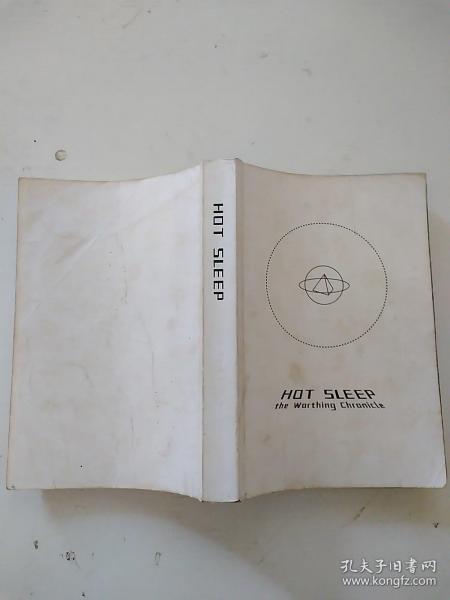 HOT SLEEP
HOT SLEEP
the Worthing Chronicle
孔夫子旧书网
www.kongfz.com